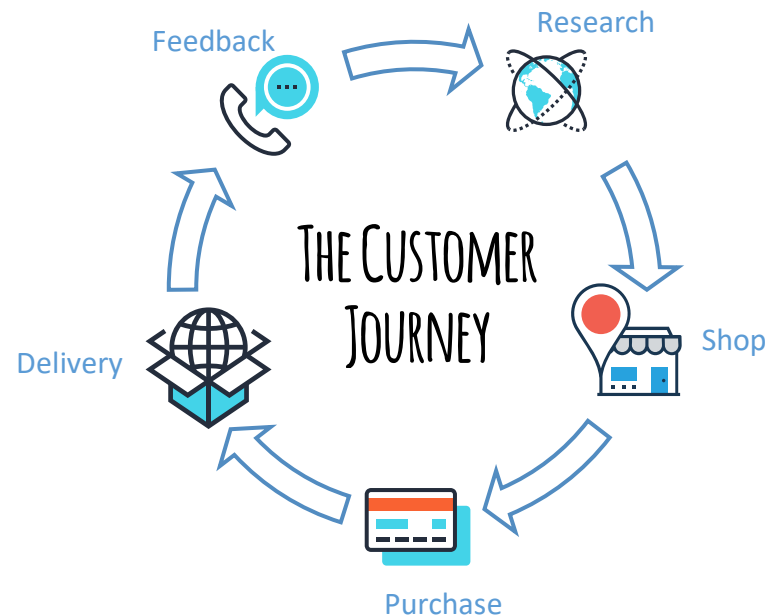 Feedback
Research
THE CUSTOMER
JOURNEY
Shop
Delivery
Purchase